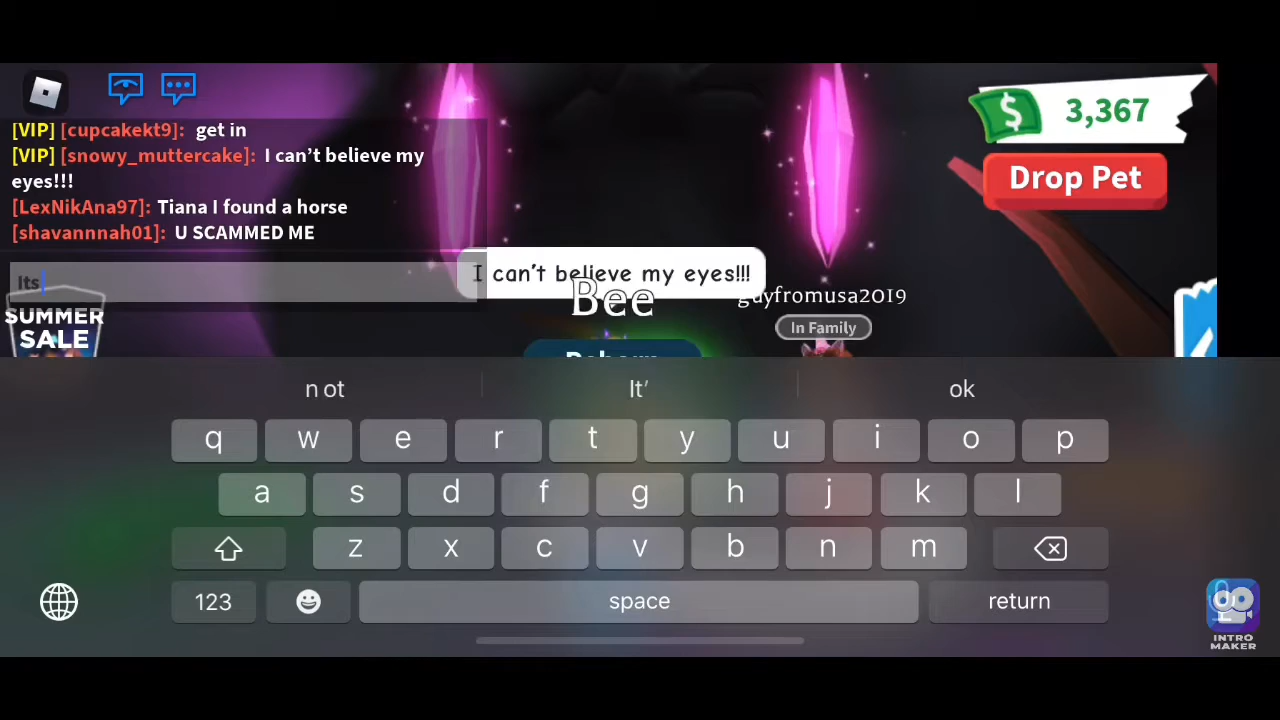 [VIP] [cupcakekt9]: get in
[VIP] [snowy_muttercake]: I can't believe my
eyes!!!
[LexNikAna97]: Tiana I found a horse
[shavannnah01]: U SCAMMED ME
Its
3,367
Drop Pet
I can't believe my eyes!!!
Bee
guyfromusa2019
In Family
SUMMER
SALE
n ot
It'
ok
q w e r t y u i o p
a s d f g h j k l
z x c v b n m
123
space
return
INTRO
MAKER